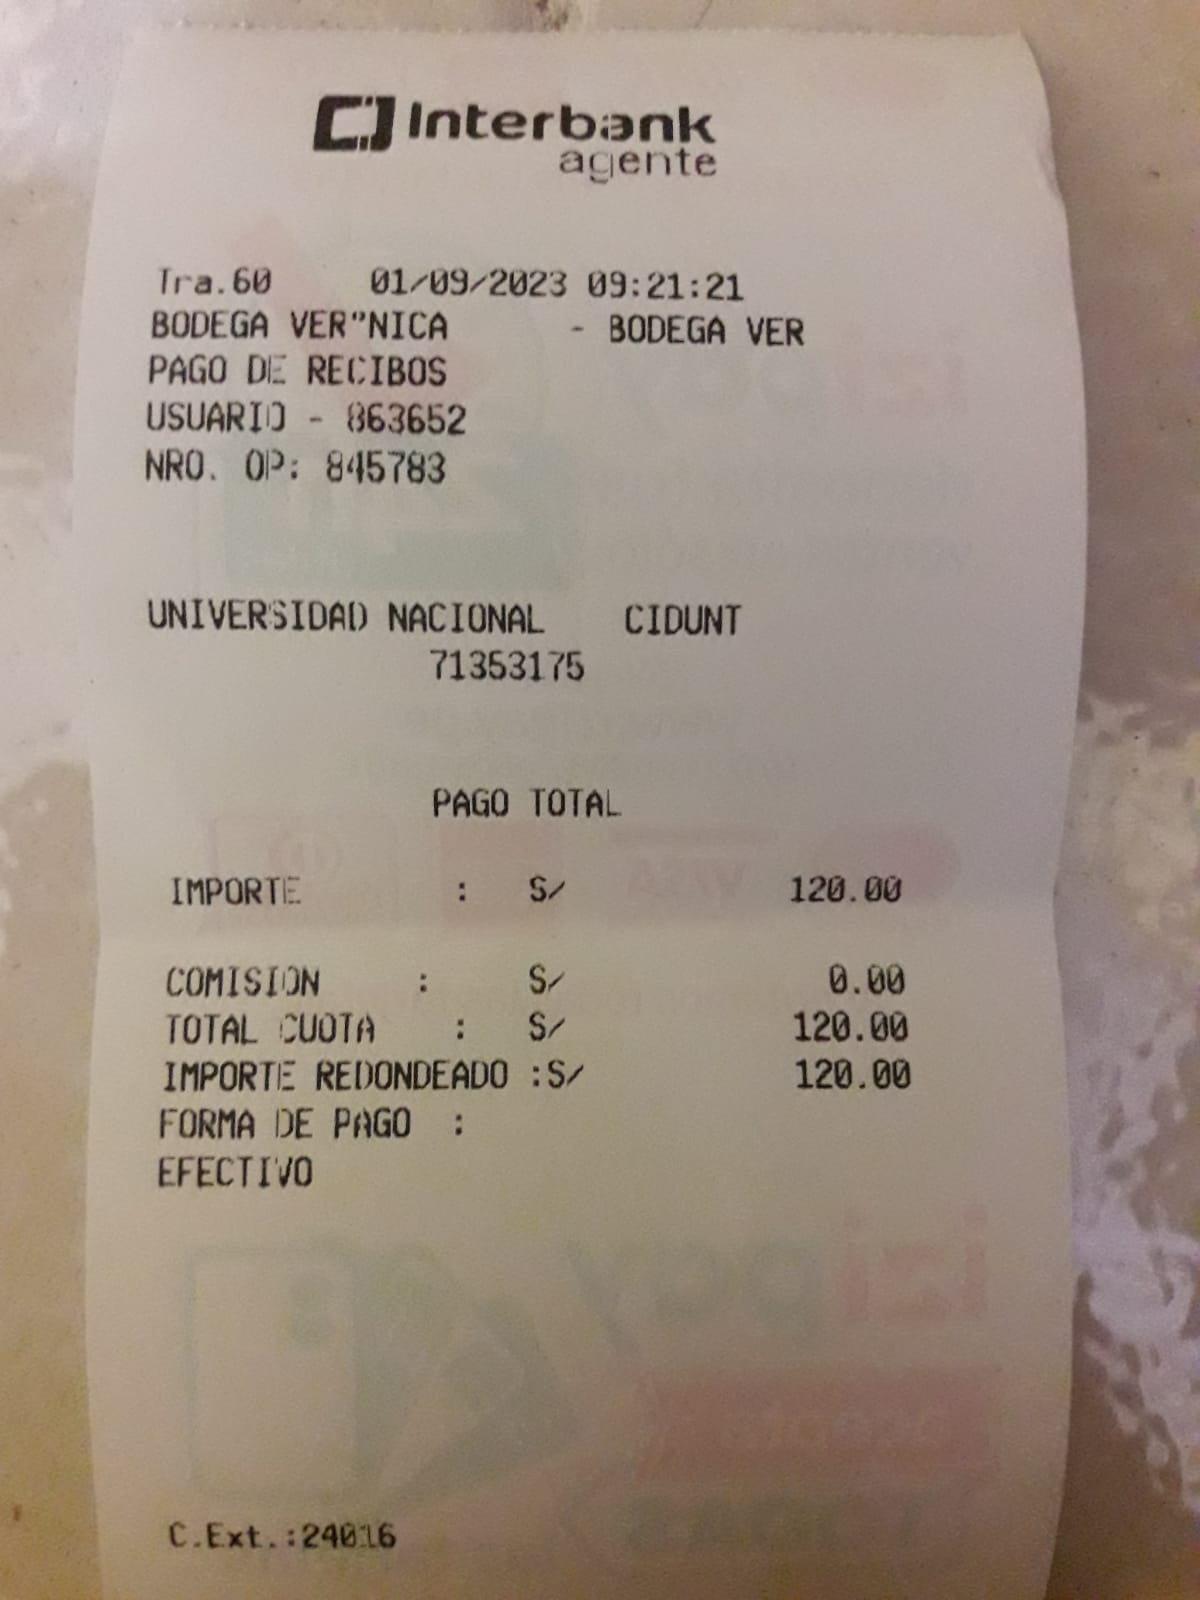 Interbank
agente
Tra.60 01/09/2023 09:21:21
BODEGA VER"NICA - BODEGA VER
PAGO DE RECIBOS
USUARIO - 863652
NRO. OP: 845783
UNIVERSIDAD NACIONAL CIDUNT
71353175
PAGO TOTAL
IMPORTE : S/ 120.00
COMISION : S/ 0.00
TOTAL CUOTA : S/ 120.00
IMPORTE REDONDEADO :S/ 120.00
FORMA DE PAGO :
EFECTIVO
C.Ext.:24016